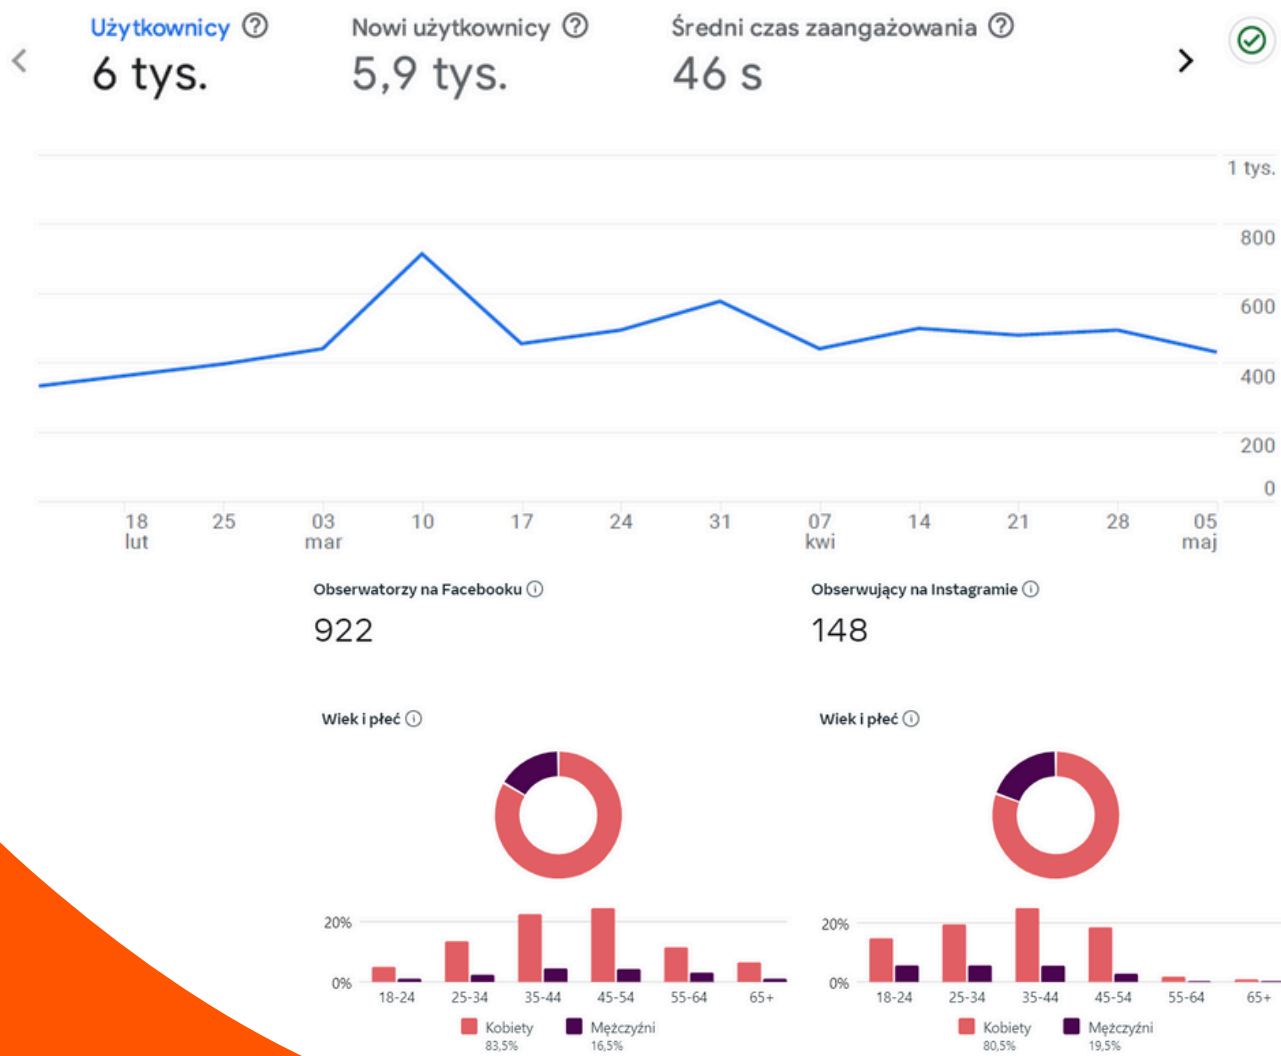 Użytkownicy
Nowi użytkownicy
Średni czas zaangażowania
6 tys.
5,9 tys.
46 s
1 tys.
800
600
400
200
0
18 25 03 10 17 24 31 07 14 21 28 05
lut mar kwi maj
Obserwatorzy na Facebooku
922
Wiek i płeć
20%
0%
18-24 25-34 35-44 45-54 55-64 65+
Kobiety Mężczyźni
83,5% 16,5%
Obserwujący na Instagramie
148
Wiek i płeć
20%
0%
18-24 25-34 35-44 45-54 55-64 65+
Kobiety Mężczyźni
80,5% 19,5%